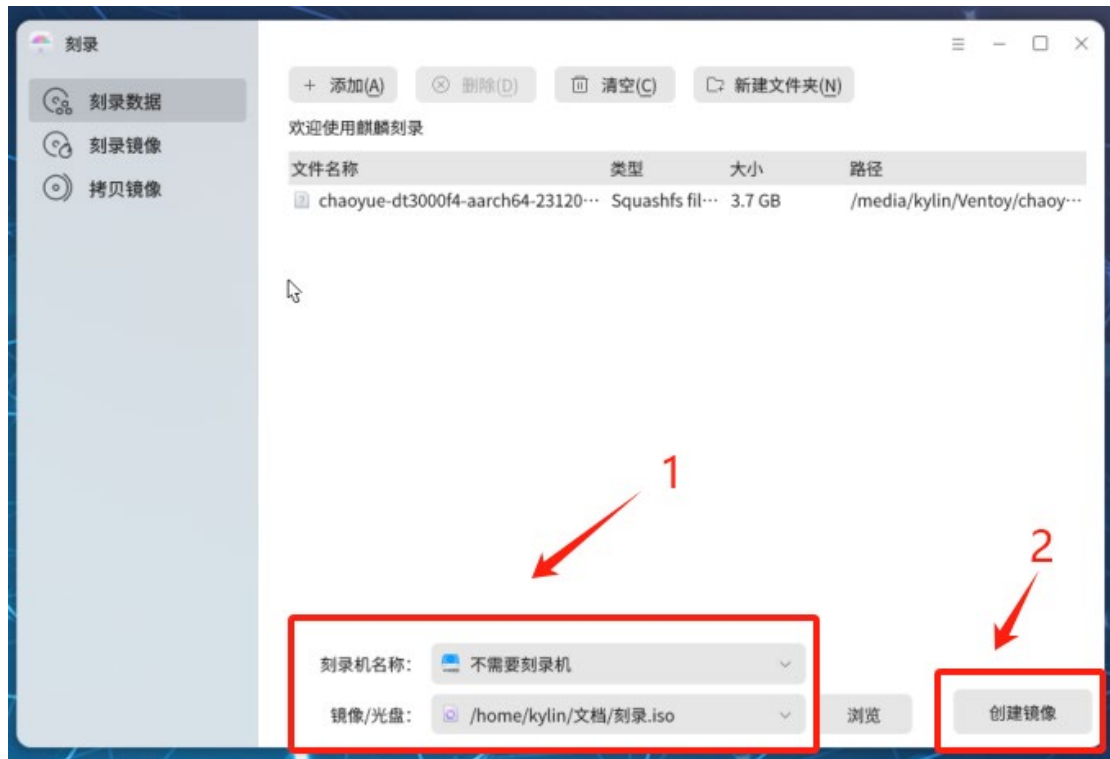 刻录
刻录数据
刻录镜像
拷贝镜像
+ 添加(A) 删除(D) 清空(C) 新建文件夹(N)
欢迎使用麒麟刻录
文件名称 类型 大小 路径
chaoyue-dt3000f4-aarch64-23120··· Squashfs fil··· 3.7 GB /media/kylin/Ventoy/chaoy···
1
2
刻录机名称： 不需要刻录机
镜像/光盘： /home/kylin/文档/刻录.iso 浏览 创建镜像